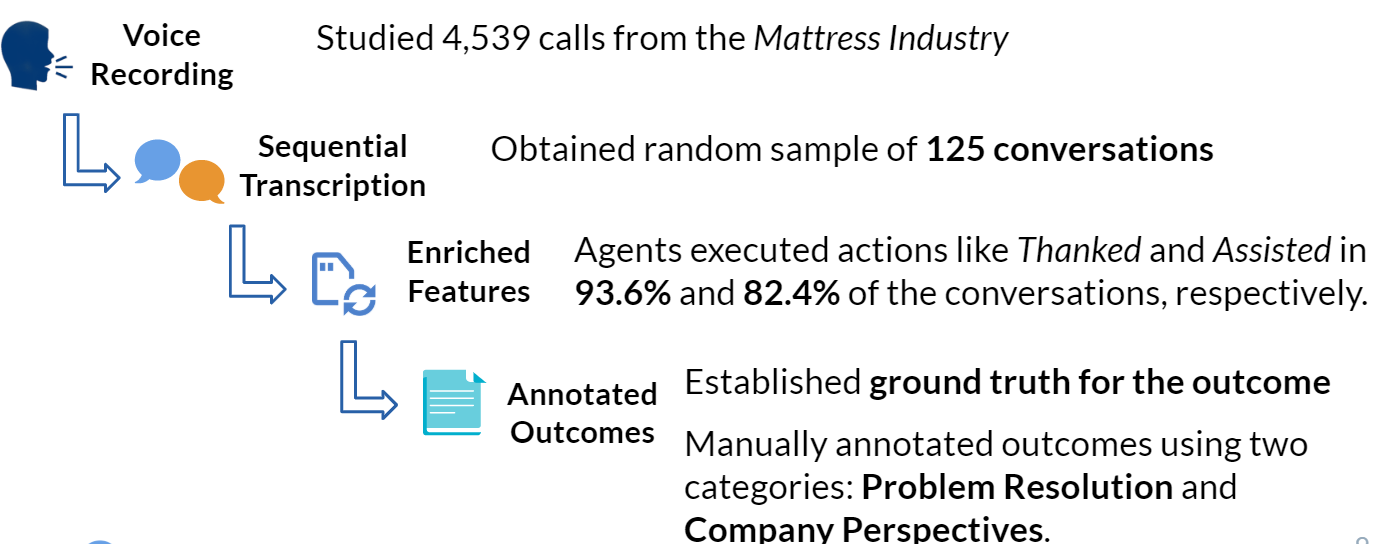 Voice
Recording
Studied 4,539 calls from the Mattress Industry
Sequential
Transcription
Obtained random sample of 125 conversations
Enriched
Features
Agents executed actions like Thanked and Assisted in
93.6% and 82.4% of the conversations, respectively.
Annotated
Outcomes
Established ground truth for the outcome
Manually annotated outcomes using two
categories: Problem Resolution and
Company Perspectives.